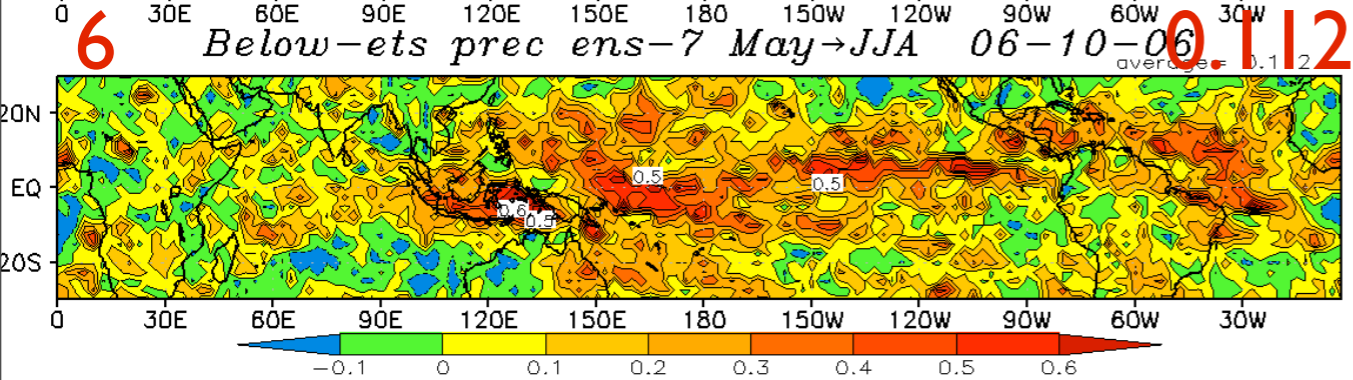 0 30E 60E 90E 120E 150E 180 150W 120W 90W 60W 30W
6 Below-ets prec ens-7 May→JJA 06-10-06 0.112
average= 0.112
20N
0.5
0.5
EQ
0.6
0.5
20S
0 30E 60E 90E 120E 150E 180 150W 120W 90W 60W 30W
-0.1 0 0.1 0.2 0.3 0.4 0.5 0.6